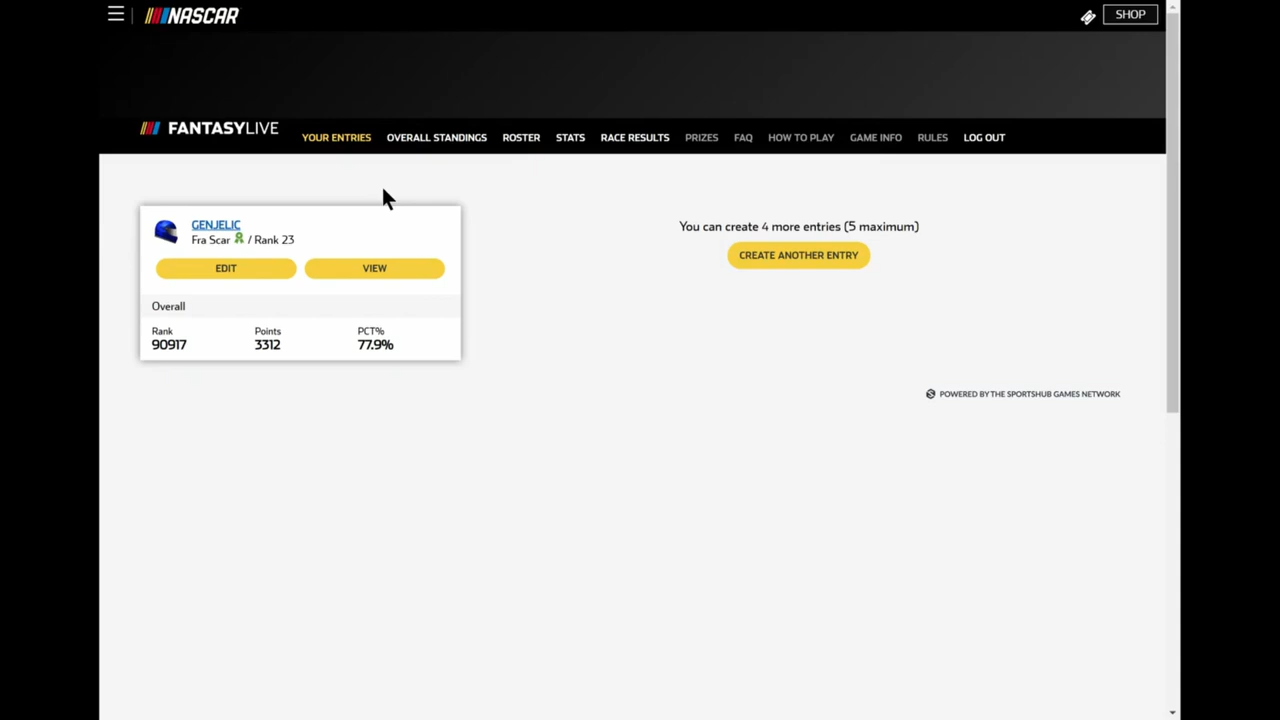 NASCAR
SHOP
FANTASYLIVE
YOUR ENTRIES OVERALL STANDINGS ROSTER STATS RACE RESULTS PRIZES FAQ HOW TO PLAY GAME INFO RULES LOG OUT
GENJELIC
Fra Scar / Rank 23
EDIT VIEW
Overall
Rank Points PCT%
90917 3312 77.9%
You can create 4 more entries (5 maximum)
CREATE ANOTHER ENTRY
POWERED BY THE SPORTSHUB GAMES NETWORK